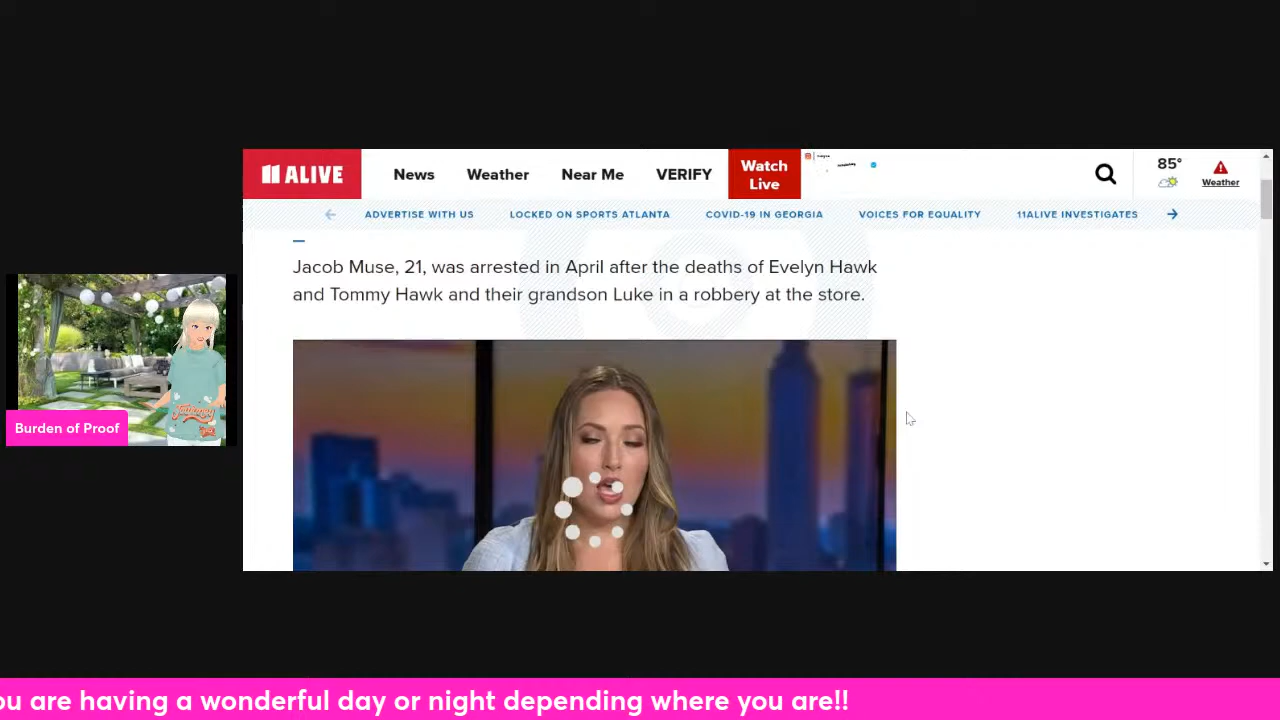 11 ALIVE
News
Weather
Near Me
VERIFY
Watch
Live
85°
Weather
ADVERTISE WITH US
LOCKED ON SPORTS ATLANTA
COVID-19 IN GEORGIA
VOICES FOR EQUALITY
11ALIVE INVESTIGATES
Jacob Muse, 21, was arrested in April after the deaths of Evelyn Hawk
and Tommy Hawk and their grandson Luke in a robbery at the store.
Burden of Proof
ou are having a wonderful day or night depending where you are!!